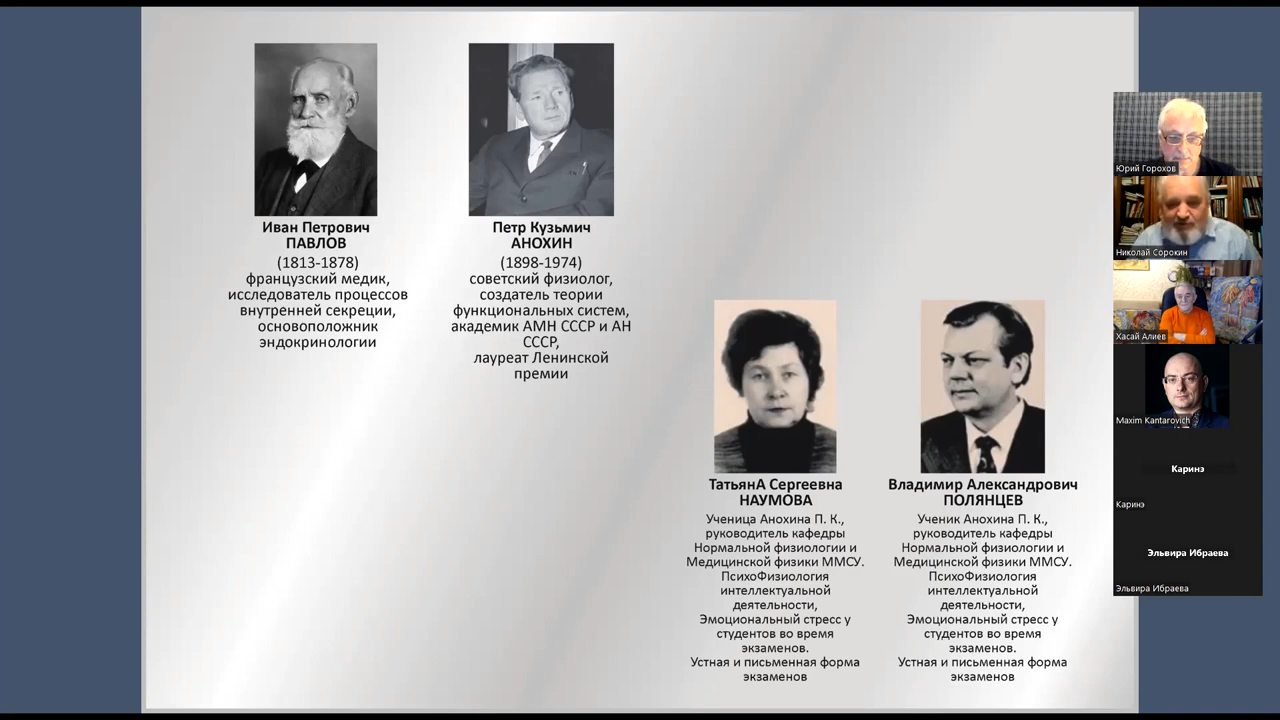 Иван Петрович
ПАВЛОВ
(1813-1878)
французский медик,
исследователь процессов
внутренней секреции,
основоположник
эндокринологии
Петр Кузьмич
АНОХИН
(1898-1974)
советский физиолог,
создатель теории
функциональных систем,
академик АМН СССР и АН
СССР,
лауреат Ленинской
премии
ТатьянА Сергеевна
НАУМОВА
Ученица Анохина П. К.,
руководитель кафедры
Нормальной физиологии и
Медицинской физики ММСУ.
ПсихоФизиология
интеллектуальной
деятельности,
Эмоциональный стресс у
студентов во время
экзаменов.
Устная и письменная форма
экзаменов
Владимир Александрович
ПОЛЯНЦЕВ
Ученик Анохина П. К.,
руководитель кафедры
Нормальной физиологии и
Медицинской физики ММСУ.
ПсихоФизиология
интеллектуальной
деятельности,
Эмоциональный стресс у
студентов во время
экзаменов.
Устная и письменная форма
экзаменов
Юрий Горохов
Николай Сорокин
Хасай Алиев
Maxim Kantarovich
Каринэ
Каринэ
Эльвира Ибраева
Эльвира Ибраева